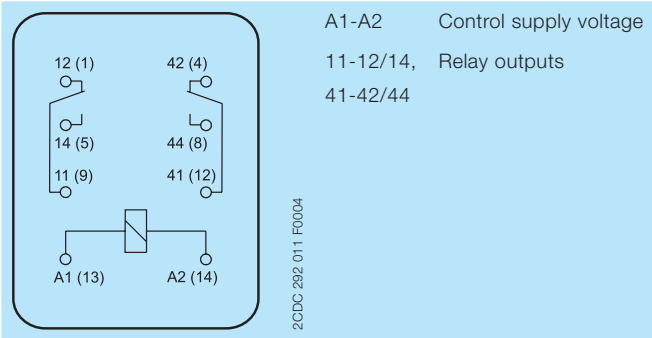 A1-A2 Control supply voltage
11-12/14, Relay outputs
41-42/44
12 (1) 42 (4)
14 (5) 44 (8)
11 (9) 41 (12)
A1 (13) A2 (14)
2CDC 292 011 F0004